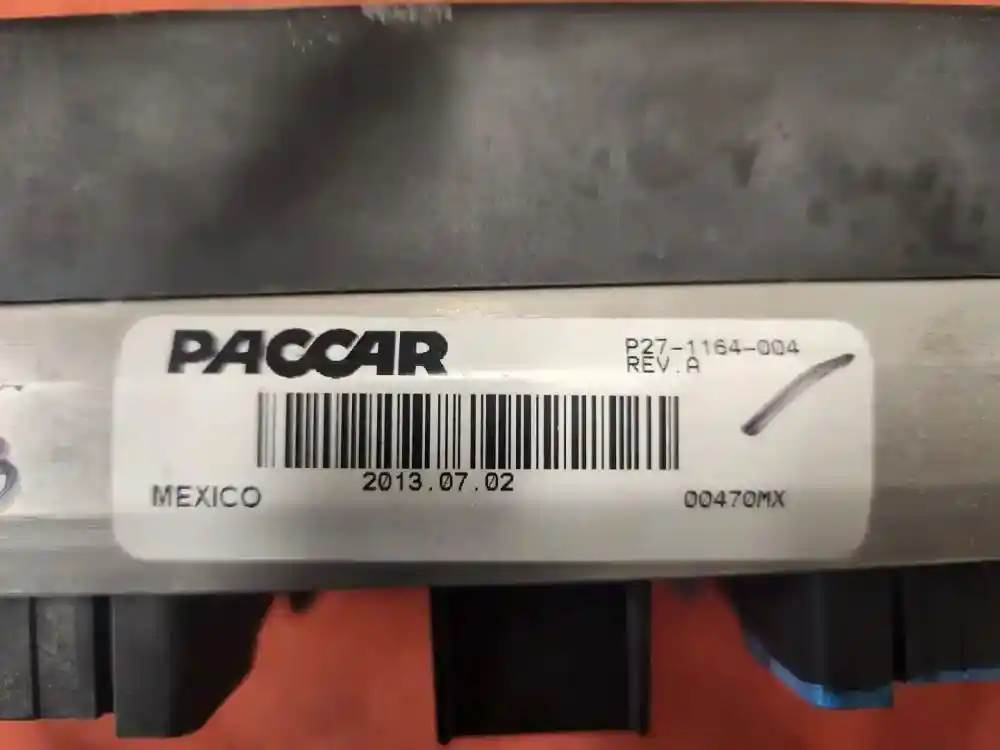 PACCAR
P27-1164-004
REV.A
2013.07.02
MEXICO
00470MX